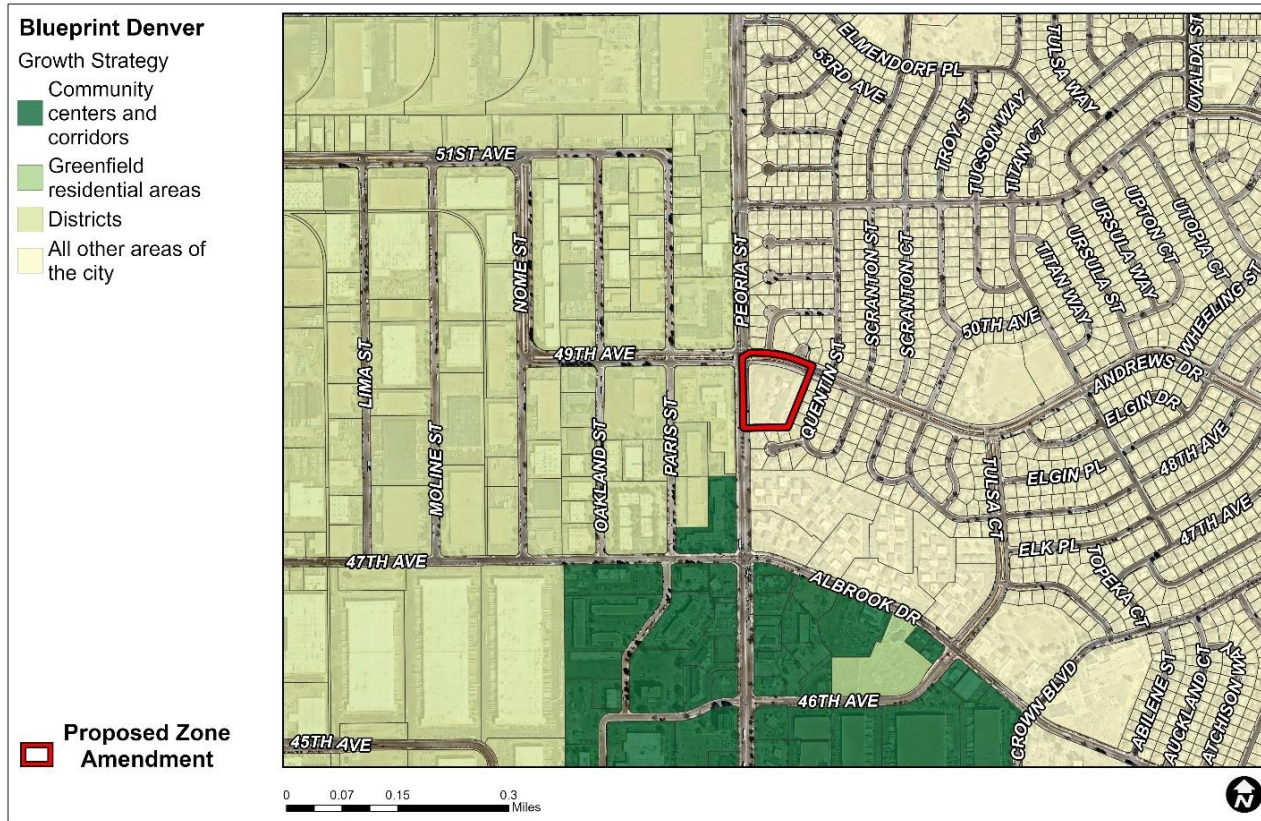 Blueprint Denver
Growth Strategy
Community
centers and
corridors
Greenfield
residential areas
Districts
All other areas of
the city
Proposed Zone
Amendment
ELMENDORF PL
53RD AVE
TULSA WAY
UVALDA ST
TROY ST
TUCSON WAY
TITAN CT
51ST AVE
PEORIA ST
NOME ST
LIMA ST
MOLINE ST
SCRANTON ST
SCRANTON CT
TITAN WAY
URSULA ST
URSULA WAY
UPTON CT
UTOPIA CT
WHEELING ST
50TH AVE
49TH AVE
QUENTIN ST
ANDREWS DR
ELGIN DR
OAKLAND ST
PARIS ST
ELGIN PL
48TH AVE
TULSA CT
47TH AVE
ELK PL
47TH AVE
ALBROOK DR
TOPEKA CT
46TH AVE
CROWN BLVD
ABILENE ST
AUCKLAND CT
ATCHISON WAY
45TH AVE
0 0.07 0.15 0.3
Miles
N